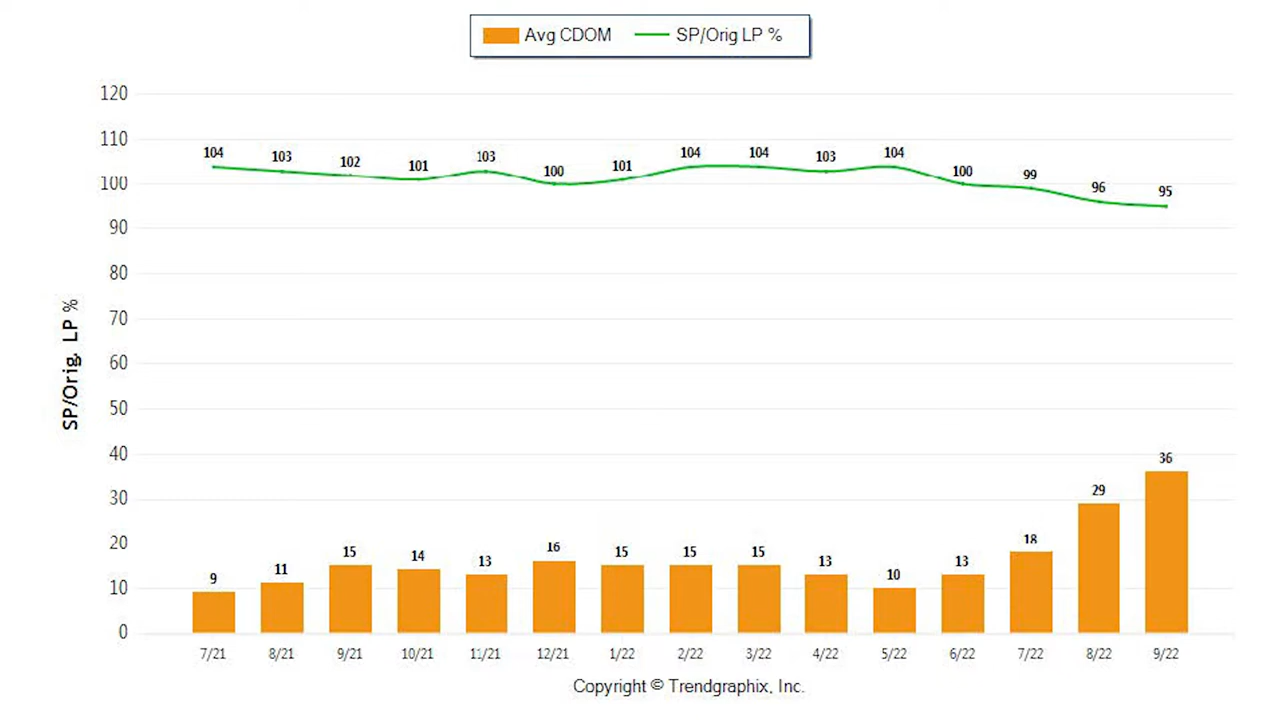 Avg CDOM SP/Orig LP %
120
110
104 103 102 101 103 100 101 104 104 103 104 100 99 96 95
100
90
80
70
60
50
40
30
20
10
0
SP/Orig. LP %
9 11 15 14 13 16 15 15 15 13 10 13 18 29 36
7/21 8/21 9/21 10/21 11/21 12/21 1/22 2/22 3/22 4/22 5/22 6/22 7/22 8/22 9/22
Copyright © Trendgraphix, Inc.